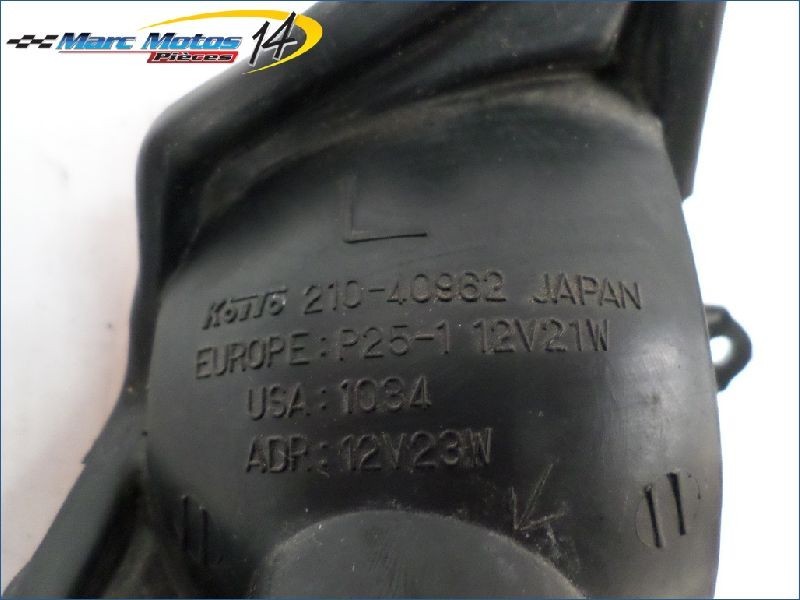 Marc Motos 14
Pièces
L
KOITO 210-40962 JAPAN
EUROPE:P25-1 12V21W
USA:1034
ADR:12V23W